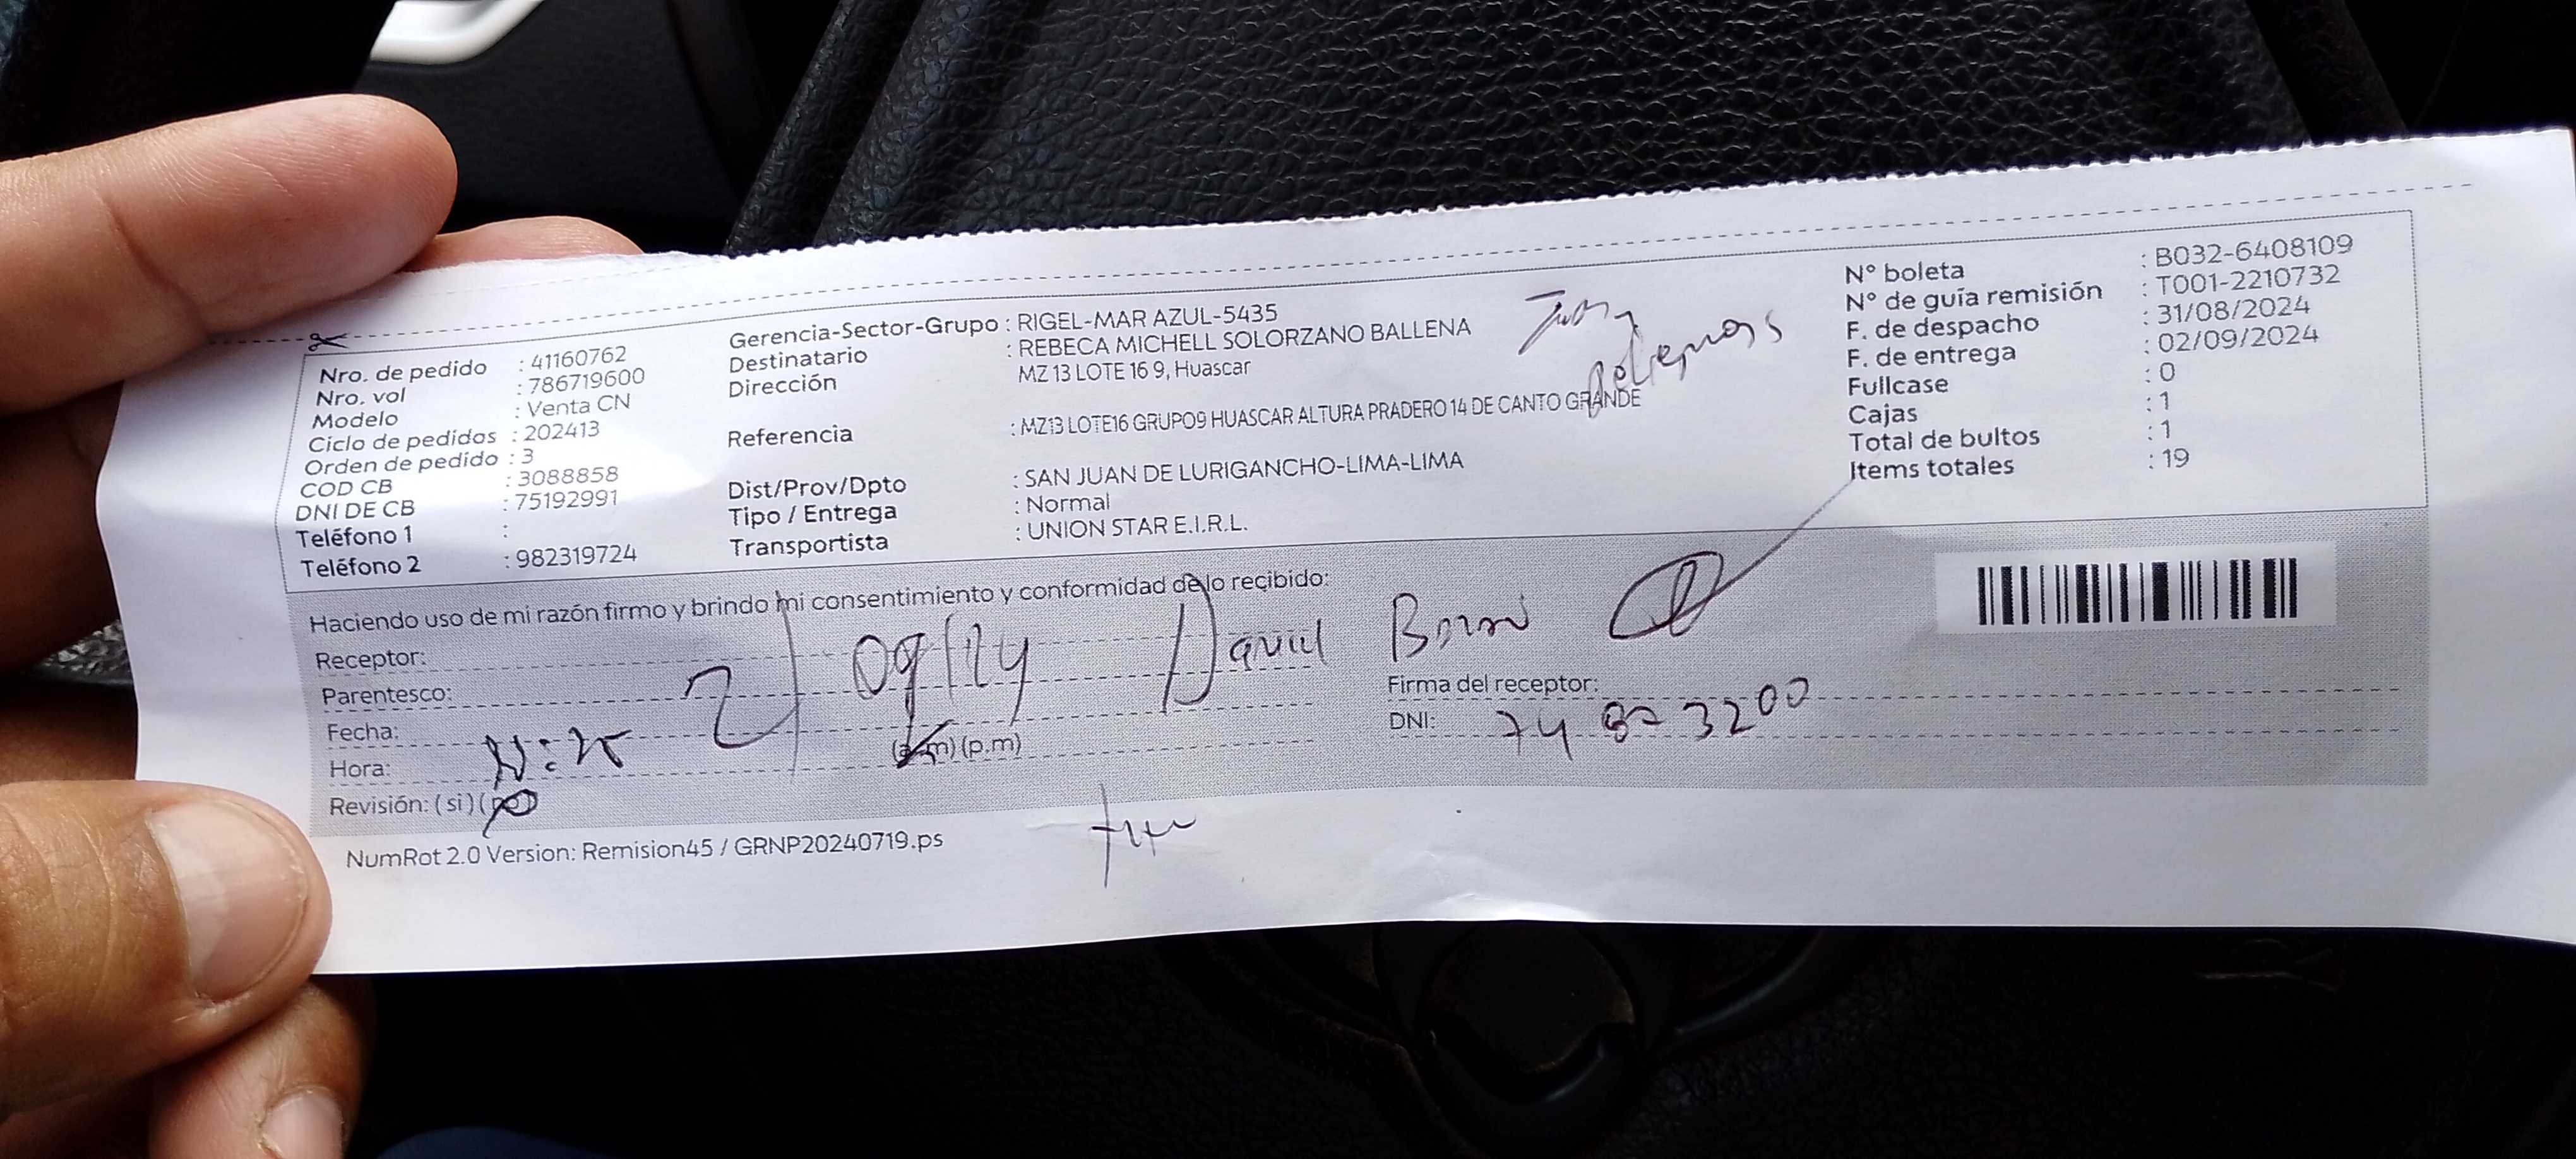 Nro. de pedido : 41160762
Nro. vol : 786719600
Modelo : Venta CN
Ciclo de pedidos : 202413
Orden de pedido : 3
COD CB : 3088858
DNI DE CB : 75192991
Teléfono 1 :
Teléfono 2 : 982319724
Gerencia-Sector-Grupo : RIGEL-MAR AZUL-5435
Destinatario : REBECA MICHELL SOLORZANO BALLENA
Dirección MZ 13 LOTE 16 9, Huascar
Referencia : MZ13 LOTE16 GRUPO9 HUASCAR ALTURA PRADERO 14 DE CANTO GRANDE
Dist/Prov/Dpto : SAN JUAN DE LURIGANCHO-LIMA-LIMA
Tipo / Entrega : Normal
Transportista : UNION STAR E.I.R.L.
N° boleta : B032-6408109
N° de guía remisión : T001-2210732
F. de despacho : 31/08/2024
F. de entrega : 02/09/2024
Fullcase : 0
Cajas : 1
Total de bultos : 1
Items totales : 19
Haciendo uso de mi razón firmo y brindo mi consentimiento y conformidad de lo recibido:
Receptor: David
Parentesco:
Fecha:
Hora: (a.m) (p.m)
Revisión: (si) (no)
Firma del receptor:
DNI:
NumRot 2.0 Version: Remision45 / GRNP20240719.ps